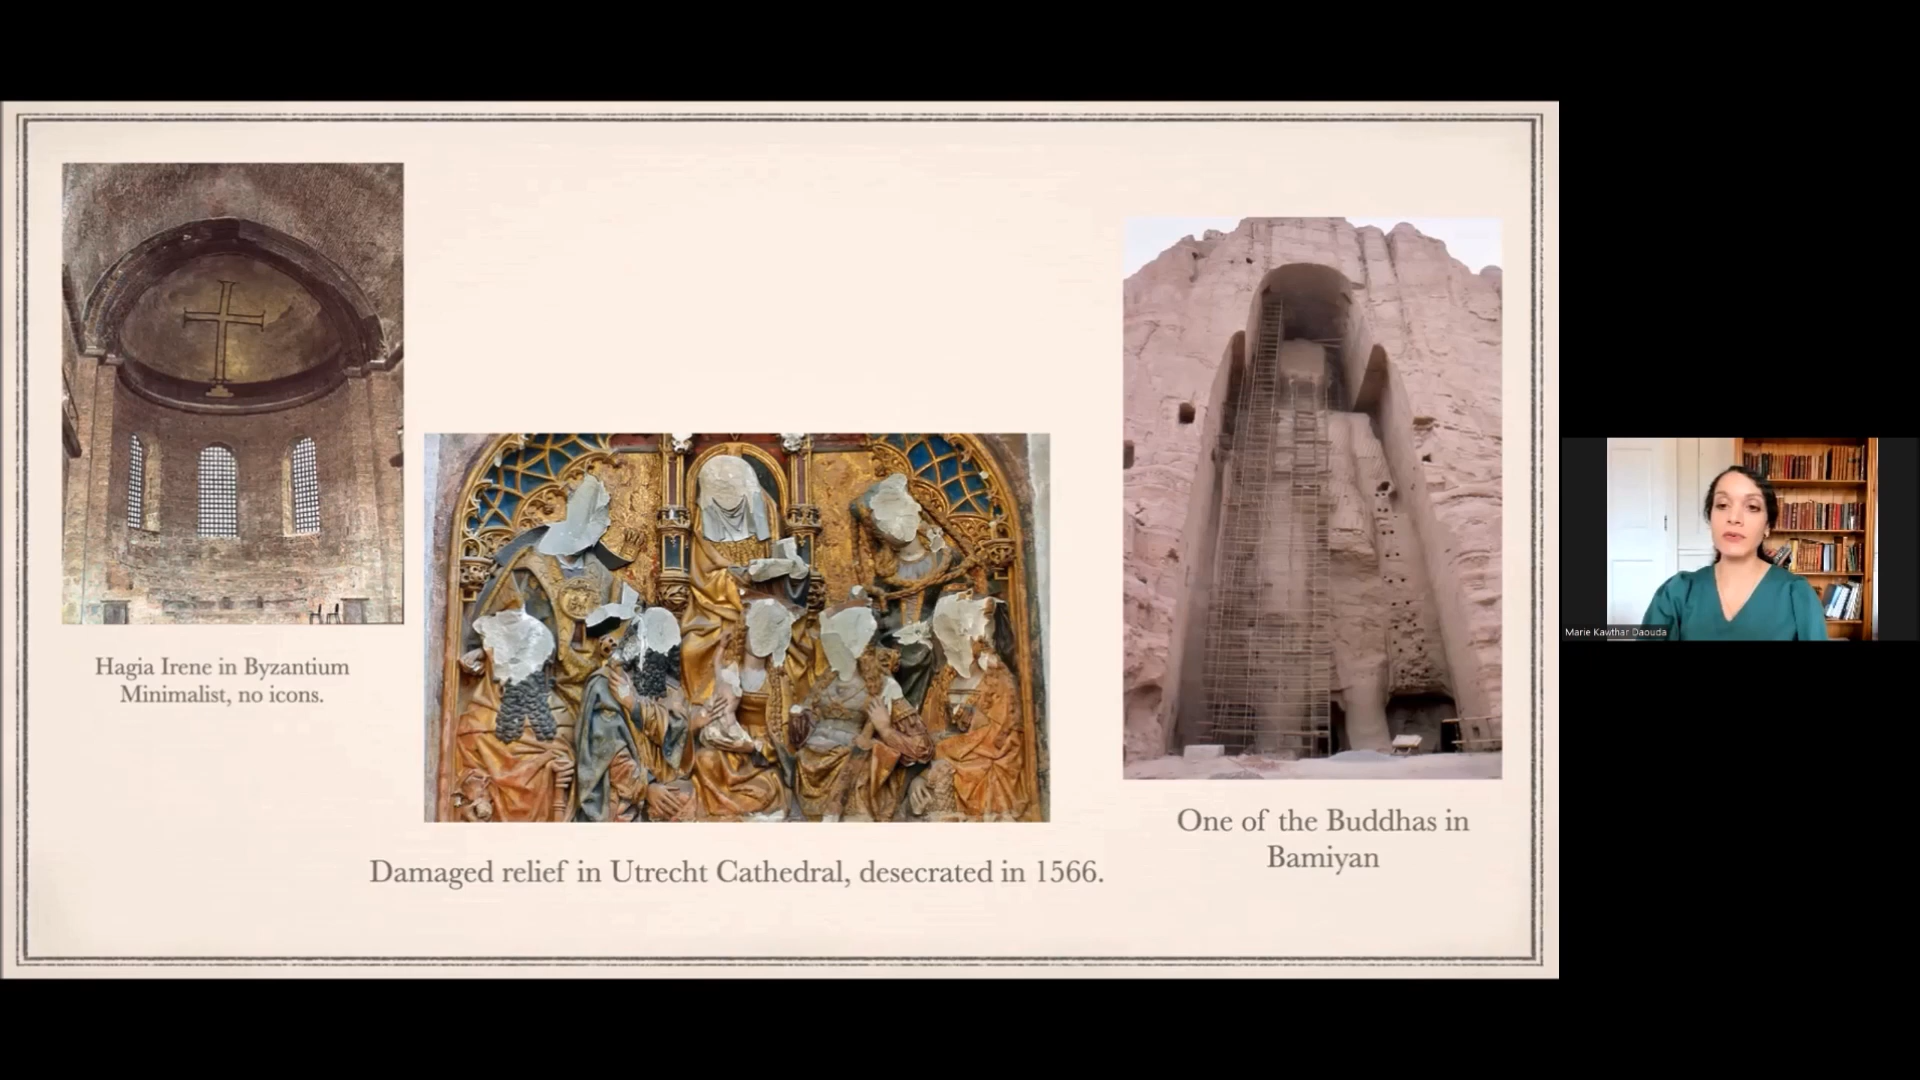 Hagia Irene in Byzantium
Minimalist, no icons.
Damaged relief in Utrecht Cathedral, desecrated in 1566.
One of the Buddhas in
Bamiyan
Marie Kawthar Daouda